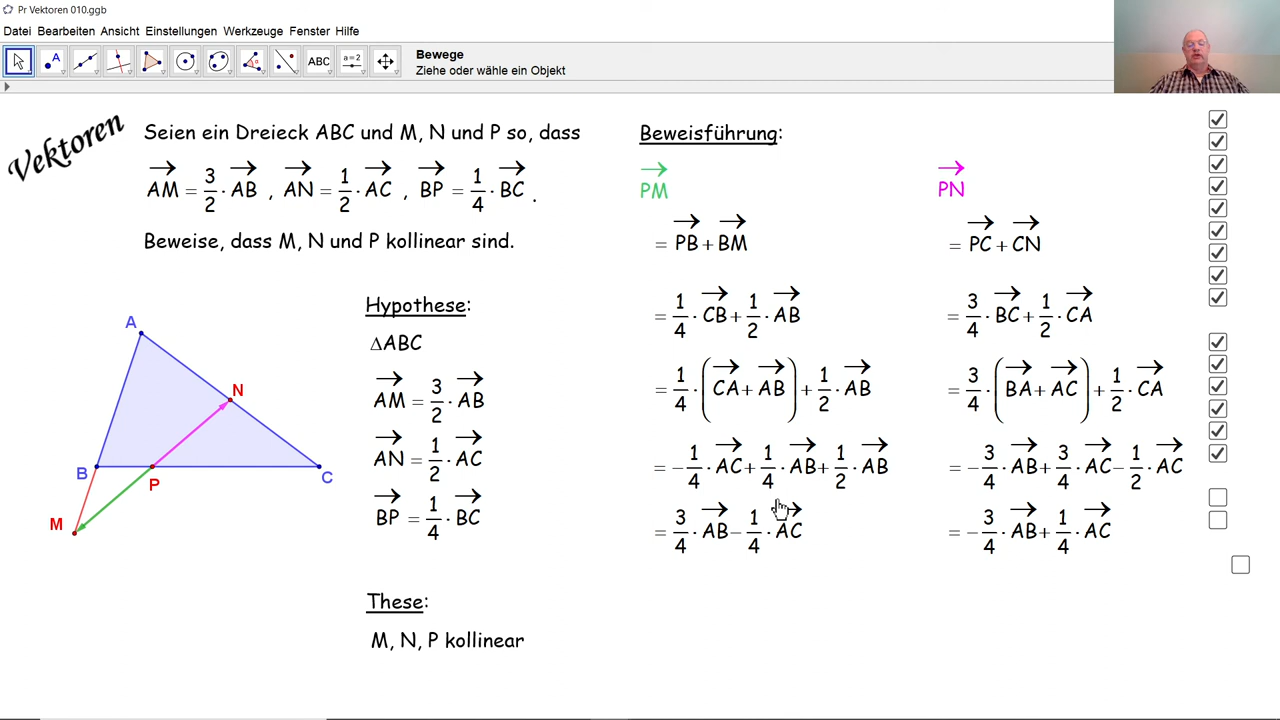 Pr Vektoren 010.ggb
Datei Bearbeiten Ansicht Einstellungen Werkzeuge Fenster Hilfe
A ABC a=2
Bewege
Ziehe oder wähle ein Objekt
Vektoren
Seien ein Dreieck ABC und M, N und P so, dass
AM = 3/2 · AB , AN = 1/2 · AC , BP = 1/4 · BC .
Beweise, dass M, N und P kollinear sind.
A
N
B
P
C
M
Hypothese:
∆ABC
AM = 3/2 · AB
AN = 1/2 · AC
BP = 1/4 · BC
These:
M, N, P kollinear
Beweisführung:
PM
= PB + BM
= 1/4 · CB + 1/2 · AB
= 1/4 · (CA + AB) + 1/2 · AB
= -1/4 · AC + 1/4 · AB + 1/2 · AB
= 3/4 · AB - 1/4 · AC
PN
= PC + CN
= 3/4 · BC + 1/2 · CA
= 3/4 · (BA + AC) + 1/2 · CA
= -3/4 · AB + 3/4 · AC - 1/2 · AC
= -3/4 · AB + 1/4 · AC